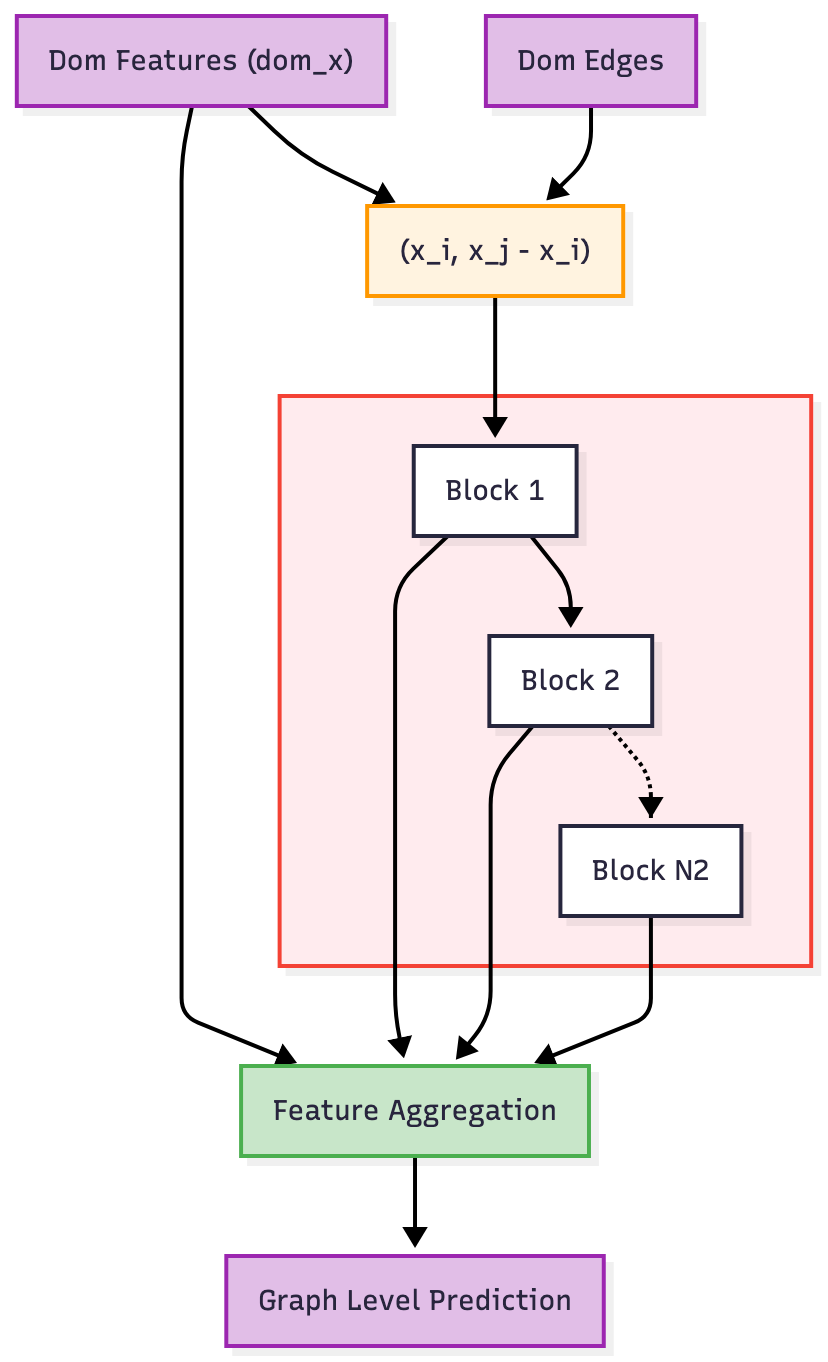 Dom Features (dom_x)
Dom Edges
(x_i, x_j - x_i)
Block 1
Block 2
Block N2
Feature Aggregation
Graph Level Prediction